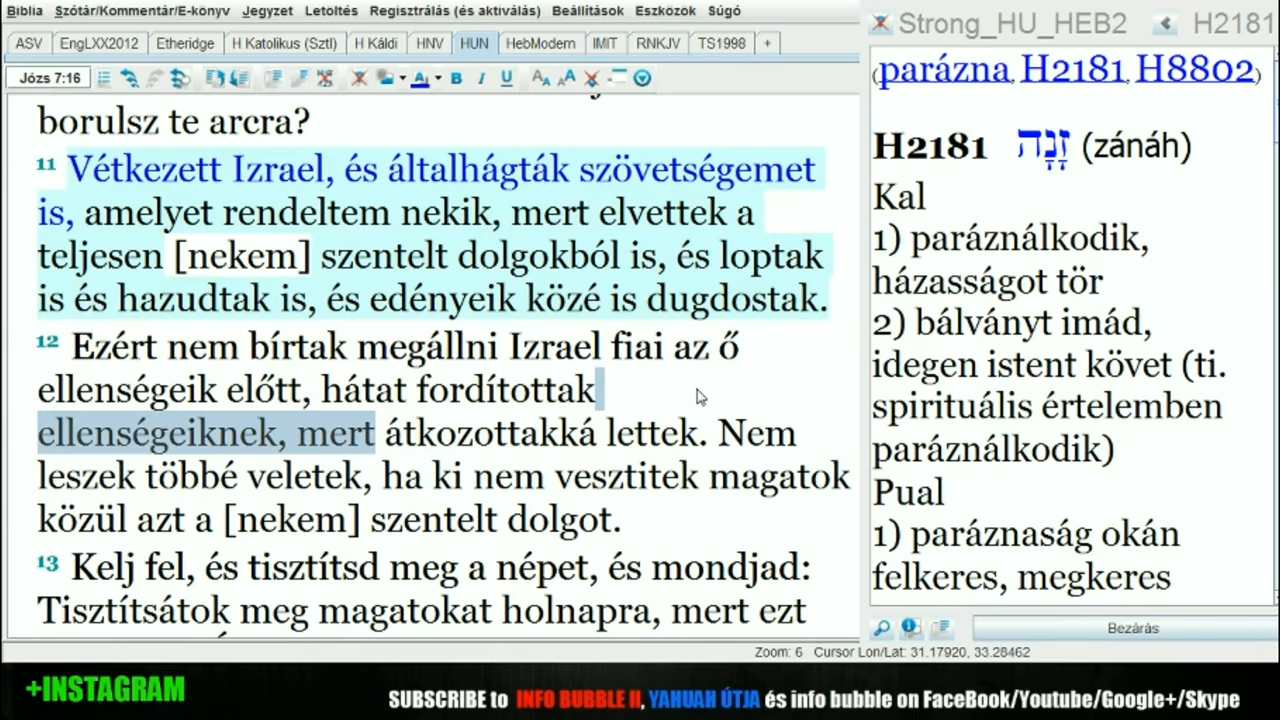 Biblia Szótár/Kommentár/E-könyv Jegyzet Letöltés Regisztrálás (és aktiválás) Beállítások Eszközök Súgó
ASV EngLXX2012 Etheridge H Katolikus (Sztl) H Káldi HNV HUN HebModern IMIT RNKJV TS1998 +
Józs 7:16
borulsz te arcra?
11 Vétkezett Izrael, és általhágták szövetségemet
is, amelyet rendeltem nekik, mert elvettek a
teljesen [nekem] szentelt dolgokból is, és loptak
is és hazudtak is, és edényeik közé is dugdostak.
12 Ezért nem bírtak megállni Izrael fiai az ő
ellenségeik előtt, hátat fordítottak
ellenségeiknek, mert átkozottakká lettek. Nem
leszek többé veletek, ha ki nem vesztitek magatok
közül azt a [nekem] szentelt dolgot.
13 Kelj fel, és tisztítsd meg a népet, és mondjad:
Tisztítsátok meg magatokat holnapra, mert ezt
Strong_HU_HEB2 H2181
(parázna, H2181, H8802)
H2181 זָנָה (zánáh)
Kal
1) paráználkodik,
házasságot tör
2) bálványt imád,
idegen istent követ (ti.
spirituális értelemben
paráználkodik)
Pual
1) paráznaság okán
felkeres, megkeres
Bezárás
Zoom: 6 Cursor Lon/Lat: 31.17920, 33.28462
+INSTAGRAM
SUBSCRIBE to INFO BUBBLE II, YAHUAH ÚTJA és info bubble on FaceBook/Youtube/Google+/Skype